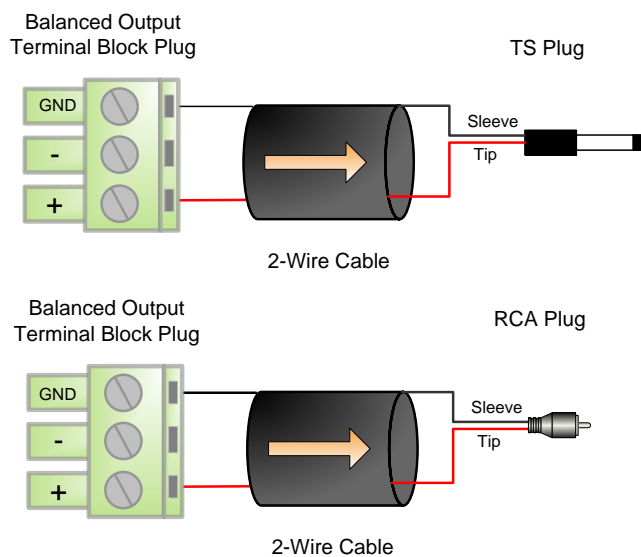 Balanced Output
Terminal Block Plug
TS Plug
GND
-
+
Sleeve
Tip
2-Wire Cable
Balanced Output
Terminal Block Plug
RCA Plug
GND
-
+
Sleeve
Tip
2-Wire Cable